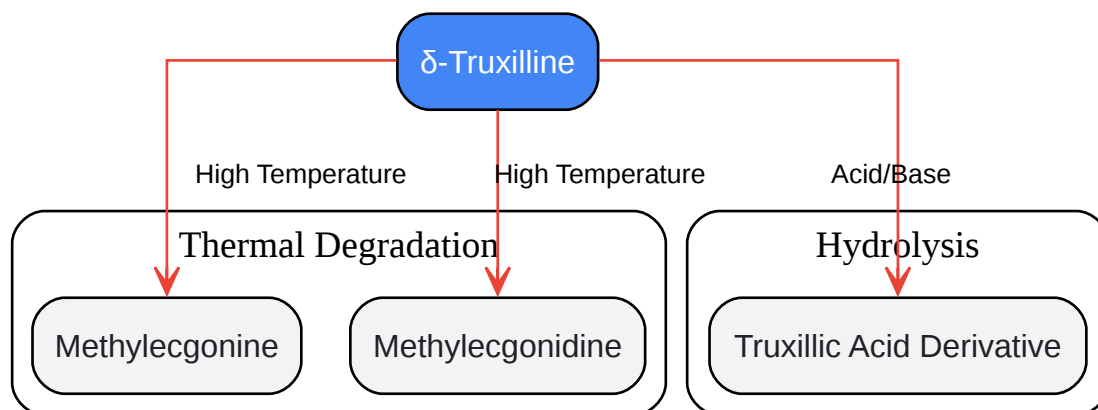 δ-Truxilline
High Temperature
High Temperature
Acid/Base
Thermal Degradation
Hydrolysis
Methylecgonine
Methylecgonidine
Truxillic Acid Derivative